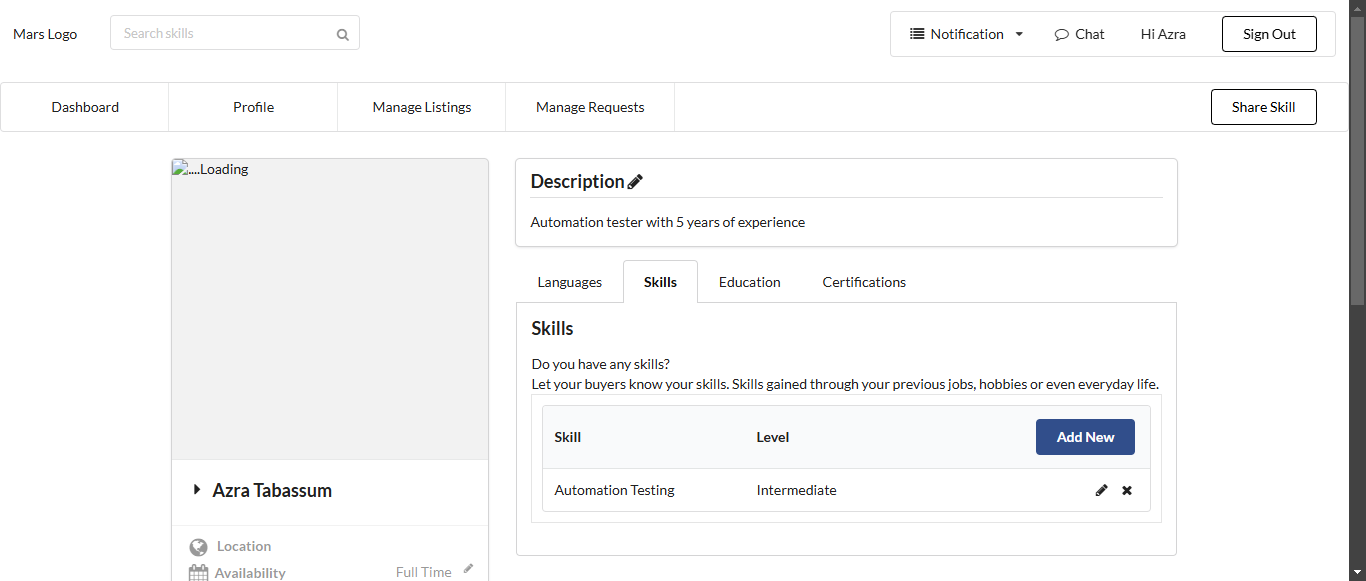 Mars Logo
Search skills
Notification
Chat
Hi Azra
Sign Out
Dashboard
Profile
Manage Listings
Manage Requests
Share Skill
....Loading
Azra Tabassum
Location
Availability
Full Time
Description
Automation tester with 5 years of experience
Languages
Skills
Education
Certifications
Skills
Do you have any skills?
Let your buyers know your skills. Skills gained through your previous jobs, hobbies or even everyday life.
Skill
Level
Add New
Automation Testing
Intermediate